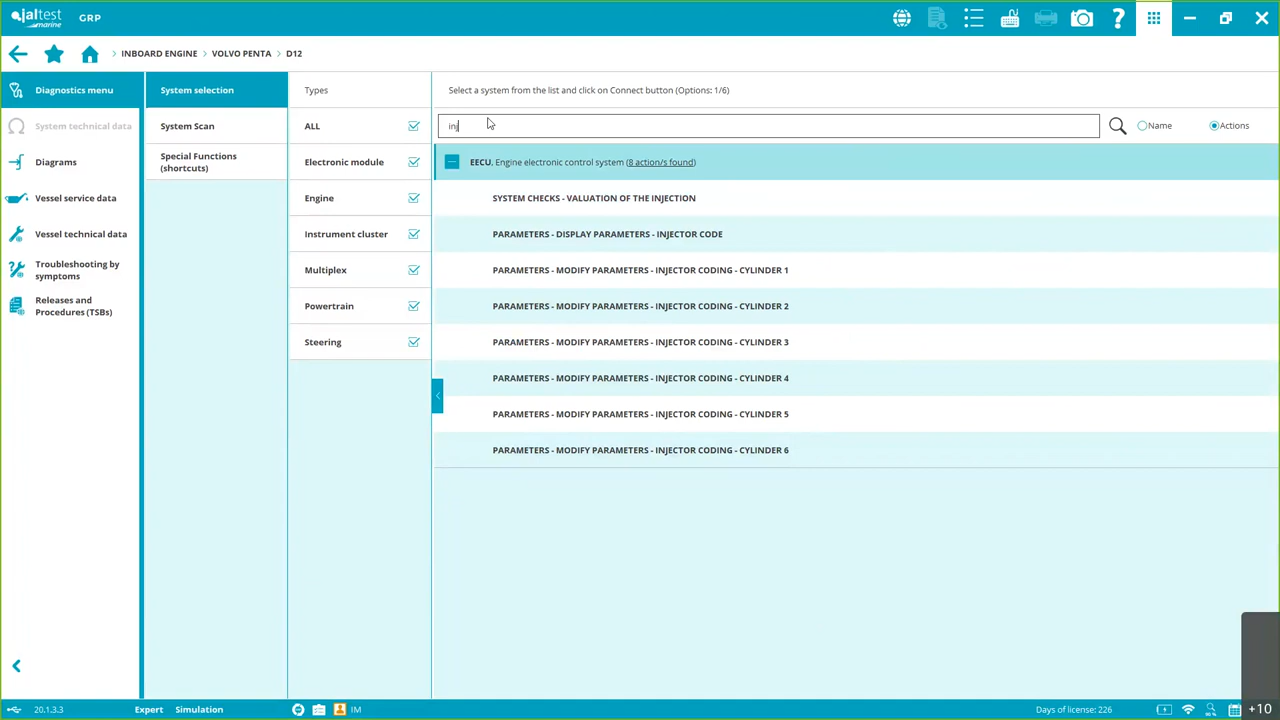 jaltest
marine
GRP
INBOARD ENGINE > VOLVO PENTA > D12
Diagnostics menu
System technical data
Diagrams
Vessel service data
Vessel technical data
Troubleshooting by
symptoms
Releases and
Procedures (TSBs)
System selection
System Scan
Special Functions
(shortcuts)
Types
ALL
Electronic module
Engine
Instrument cluster
Multiplex
Powertrain
Steering
Select a system from the list and click on Connect button (Options: 1/6)
inj
Name
Actions
EECU. Engine electronic control system (8 action/s found)
SYSTEM CHECKS - VALUATION OF THE INJECTION
PARAMETERS - DISPLAY PARAMETERS - INJECTOR CODE
PARAMETERS - MODIFY PARAMETERS - INJECTOR CODING - CYLINDER 1
PARAMETERS - MODIFY PARAMETERS - INJECTOR CODING - CYLINDER 2
PARAMETERS - MODIFY PARAMETERS - INJECTOR CODING - CYLINDER 3
PARAMETERS - MODIFY PARAMETERS - INJECTOR CODING - CYLINDER 4
PARAMETERS - MODIFY PARAMETERS - INJECTOR CODING - CYLINDER 5
PARAMETERS - MODIFY PARAMETERS - INJECTOR CODING - CYLINDER 6
20.1.3.3
Expert
Simulation
IM
Days of license: 226
+10